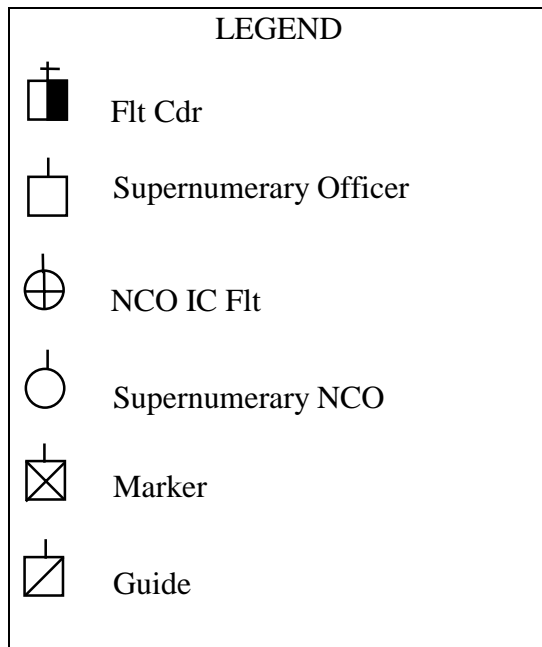 LEGEND
Flt Cdr
Supernumerary Officer
NCO IC Flt
Supernumerary NCO
Marker
Guide